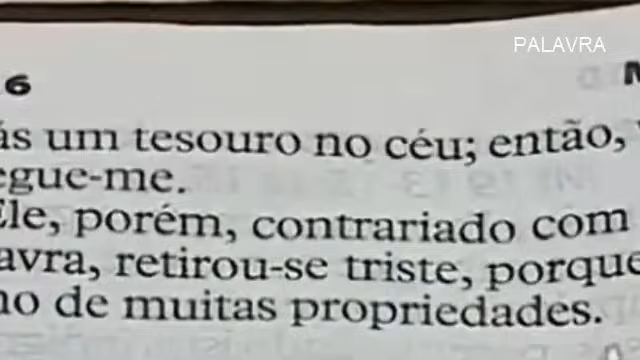 PALAVRA
6
ás um tesouro no céu; então,
egue-me.
Ele, porém, contrariado com
avra, retirou-se triste, porque
no de muitas propriedades.